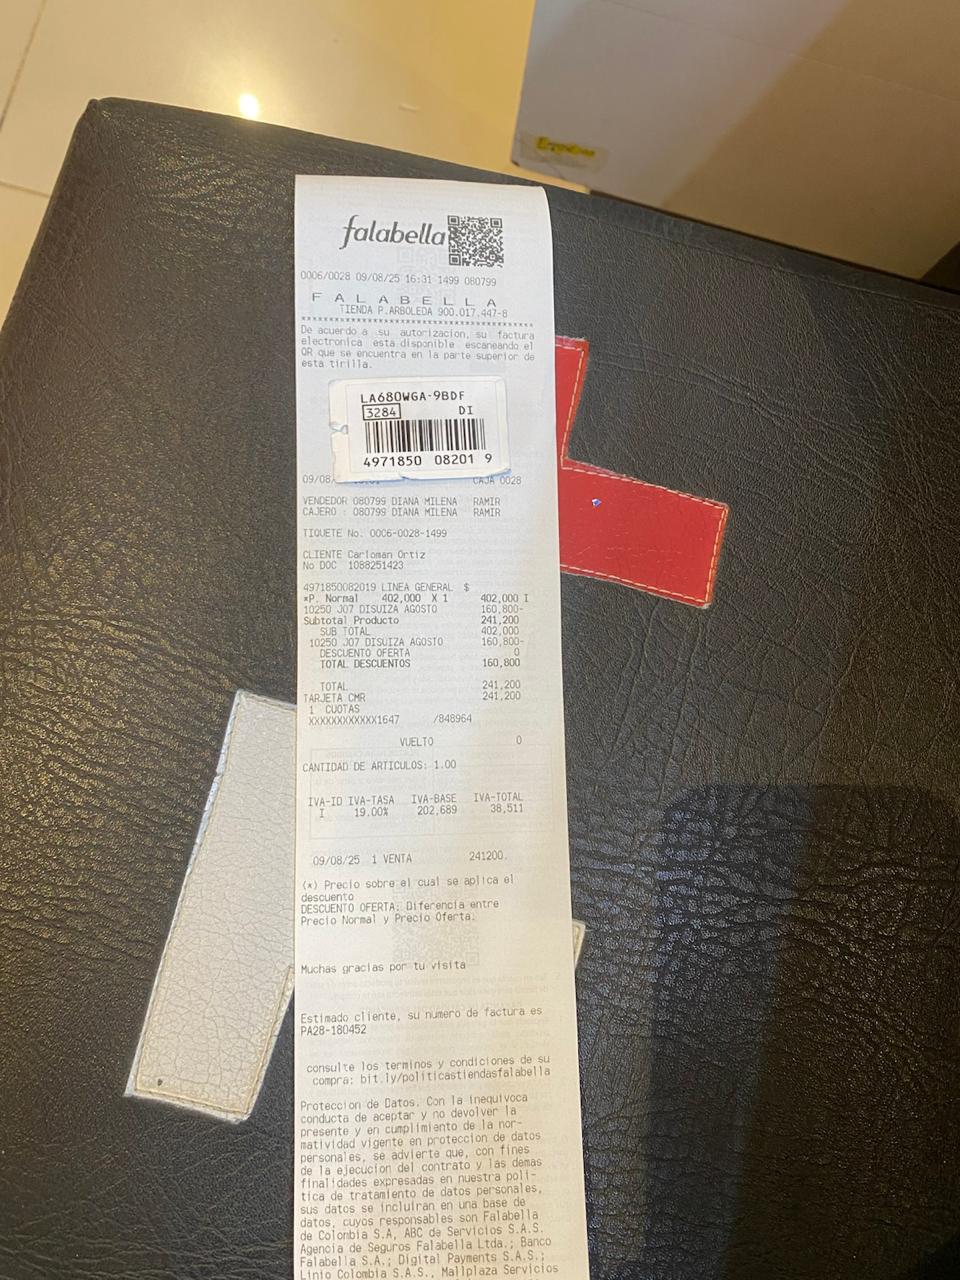 falabella
0006/0028 09/08/25 16:31 1499 080799
F A L A B E L L A
TIENDA P.ARBOLEDA 900.017.447-8
****************************************
De acuerdo a su autorizacion, su factura
electronica está disponible escaneando el
QR que se encuentra en la parte superior de
esta tirilla.
LA680WGA-9BDF
3284 DI
4971850 08201 9
09/08/ CAJA 0028
VENDEDOR 080799 DIANA MILENA RAMIR
CAJERO : 080799 DIANA MILENA RAMIR
TIQUETE No. 0006-0028-1499
CLIENTE Carloman Ortiz
No DOC 1088251423
4971850082019 LINEA GENERAL $
*P. Normal 402,000 X 1 402,000 I
10250 J07 DISUIZA AGOSTO 160,800-
Subtotal Producto 241,200
SUB TOTAL 402,000
10250 J07 DISUIZA AGOSTO 160,800-
DESCUENTO OFERTA 0
TOTAL DESCUENTOS 160,800
TOTAL 241,200
TARJETA CMR 241,200
1 CUOTAS
XXXXXXXXXXXX1647 /848964
VUELTO 0
CANTIDAD DE ARTICULOS: 1.00
IVA-ID IVA-TASA IVA-BASE IVA-TOTAL
I 19.00% 202,689 38,511
09/08/25 1 VENTA 241200.
(*) Precio sobre el cual se aplica el
descuento
DESCUENTO OFERTA: Diferencia entre
Precio Normal y Precio Oferta.
Muchas gracias por tu visita
Estimado cliente, su numero de factura es
PA28-180452
consulte los terminos y condiciones de su
compra: bit.ly/politicastiendasfalabella
Proteccion de Datos. Con la inequivoca
conducta de aceptar y no devolver la
presente y en cumplimiento de la nor-
matividad vigente en proteccion de datos
personales, se advierte que, con fines
de la ejecucion del contrato y las demas
finalidades expresadas en nuestra poli-
tica de tratamiento de datos personales,
sus datos se incluiran en una base de
datos, cuyos responsables son Falabella
de Colombia S.A, ABC de Servicios S.A.S.
Agencia de Seguros Falabella Ltda.; Banco
Falabella S.A.; Digital Payments S.A.S.;
Linio Colombia S.A.S., Mallplaza Servicios